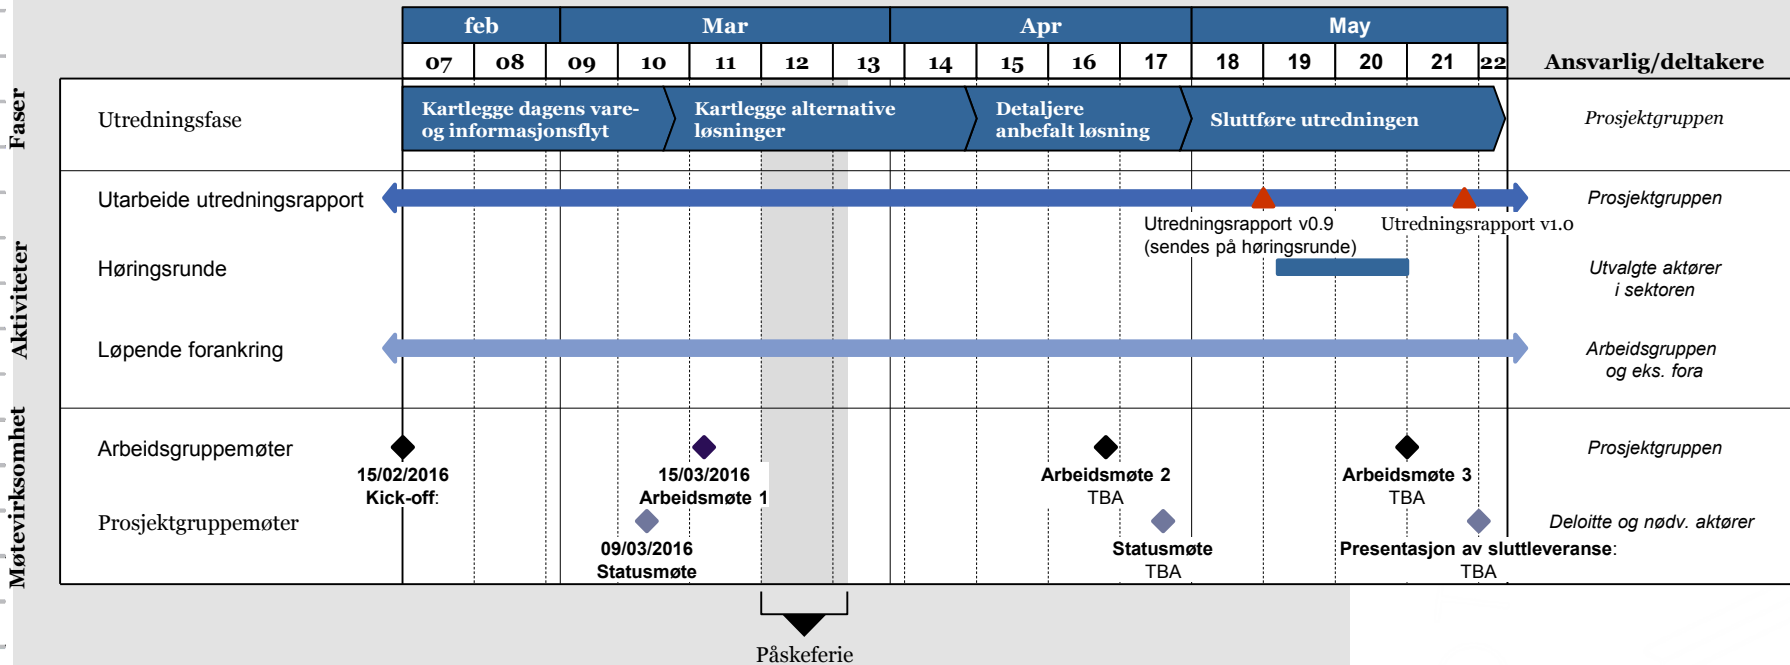 feb Mar Apr May
07 08 09 10 11 12 13 14 15 16 17 18 19 20 21 22 Ansvarlig/deltakere
Faser
Utredningsfase
Kartlegge dagens vare-
og informasjonsflyt
Kartlegge alternative
løsninger
Detaljere
anbefalt løsning
Sluttføre utredningen
Prosjektgruppen
Aktiviteter
Utarbeide utredningsrapport
Prosjektgruppen
Utredningsrapport v0.9
(sendes på høringsrunde)
Utredningsrapport v1.0
Høringsrunde
Utvalgte aktører
i sektoren
Løpende forankring
Arbeidsgruppen
og eks. fora
Møtevirksomhet
Arbeidsgruppemøter
15/02/2016
Kick-off:
15/03/2016
Arbeidsmøte 1
Arbeidsmøte 2
TBA
Arbeidsmøte 3
TBA
Prosjektgruppen
Prosjektgruppemøter
09/03/2016
Statusmøte
Statusmøte
TBA
Presentasjon av sluttleveranse:
TBA
Deloitte og nødv. aktører
Påskeferie